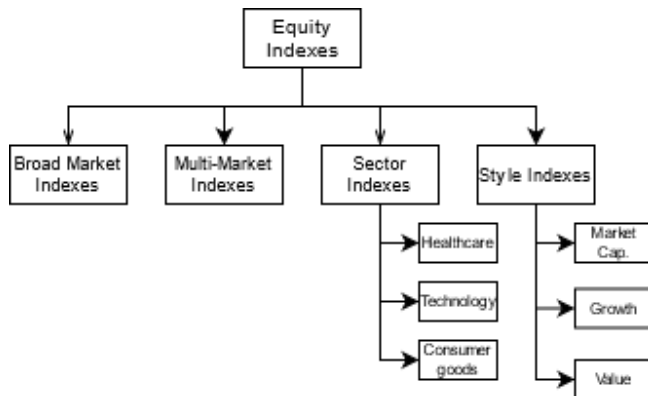 Equity
Indexes
Broad Market
Indexes
Multi-Market
Indexes
Sector
Indexes
Style Indexes
Healthcare
Technology
Consumer
goods
Market
Cap.
Growth
Value